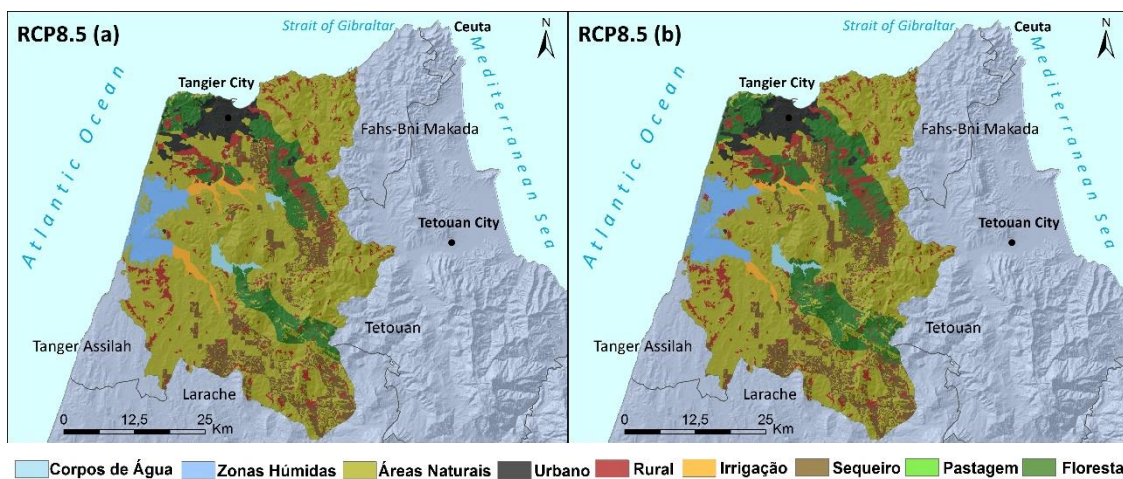 RCP8.5 (a)
Strait of Gibraltar
Ceuta
N
Mediterranean Sea
Tangier City
Atlantic Ocean
Fahs-Bni Makada
Tetouan City
Tetouan
Tanger Assilah
Larache
0 12,5 25
Km
RCP8.5 (b)
Strait of Gibraltar
Ceuta
N
Mediterranean Sea
Tangier City
Atlantic Ocean
Fahs-Bni Makada
Tetouan City
Tetouan
Tanger Assilah
Larache
0 12,5 25
Km
Corpos de Água Zonas Húmidas Áreas Naturais Urbano Rural Irrigação Sequeiro Pastagem Floresta